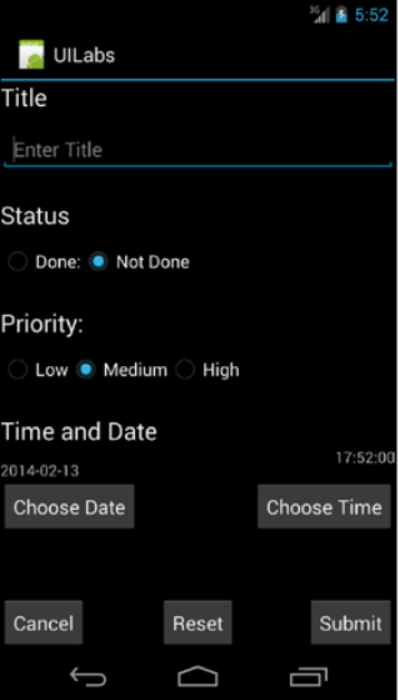 3G 5:52
UILabs
Title
Enter Title
Status
Done: Not Done
Priority:
Low Medium High
Time and Date
17:52:00
2014-02-13
Choose Date Choose Time
Cancel Reset Submit